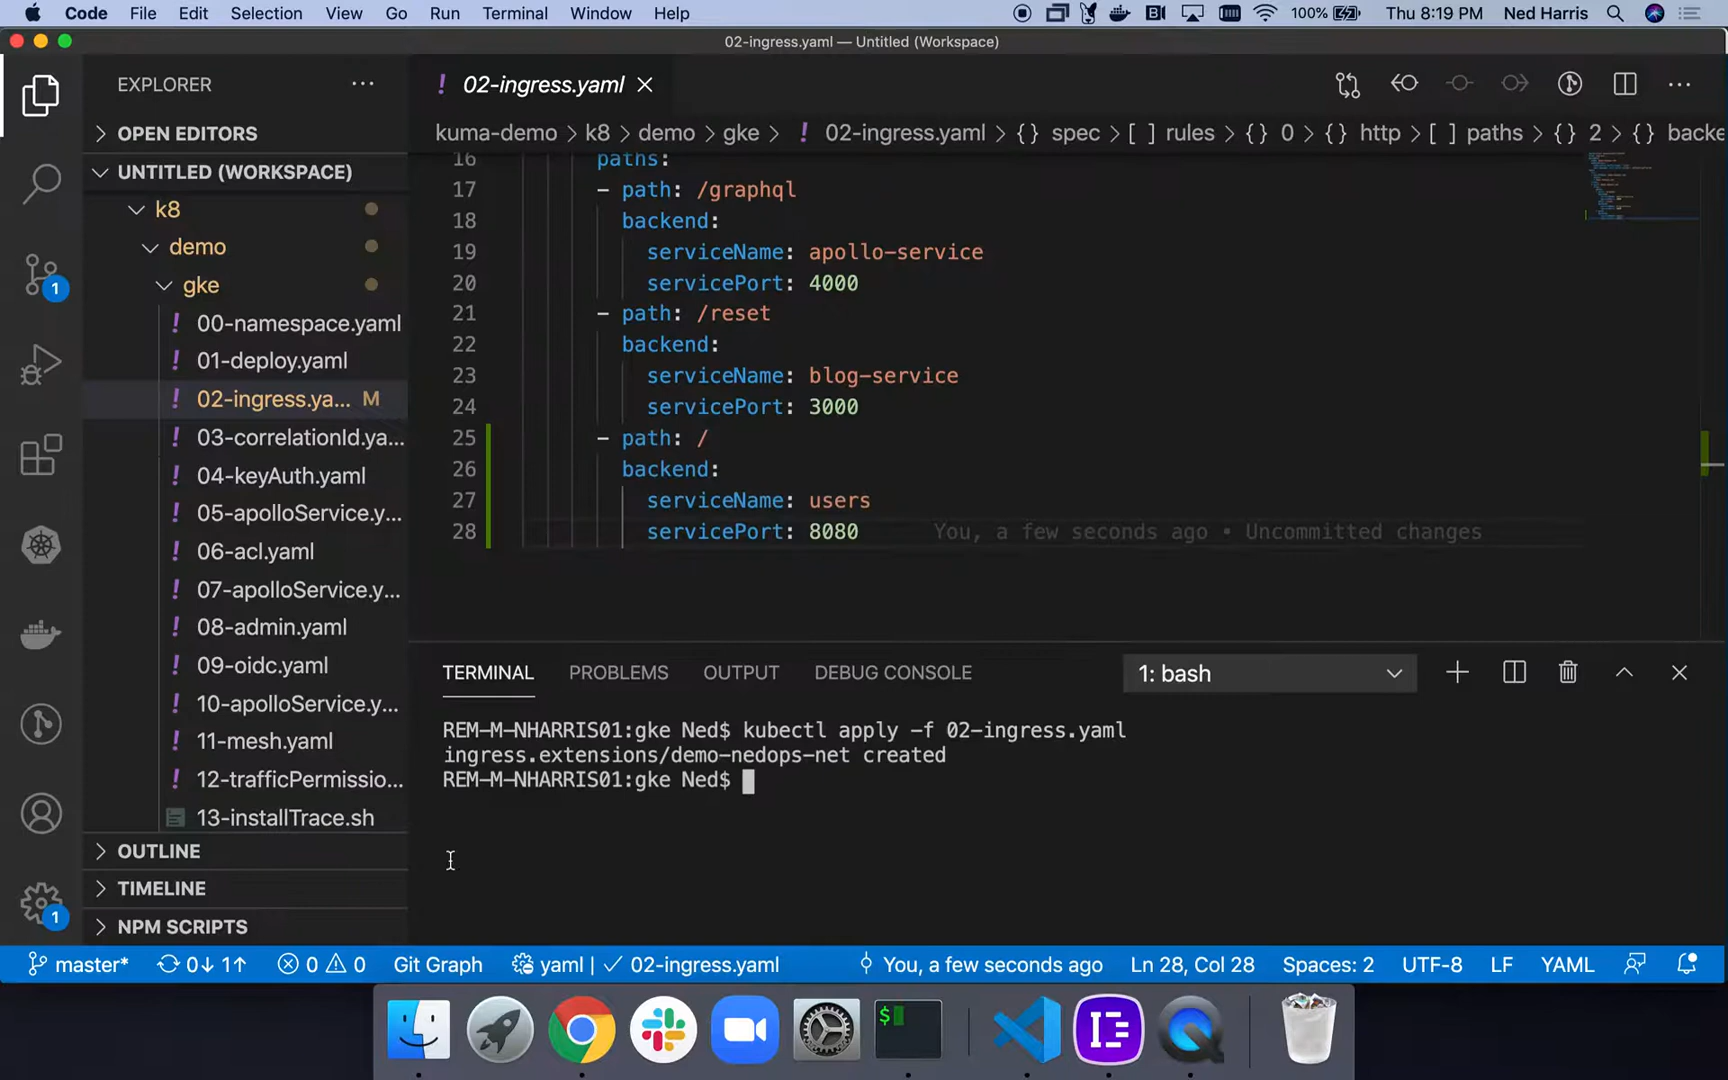 Code File Edit Selection View Go Run Terminal Window Help 100% Thu 8:19 PM Ned Harris
02-ingress.yaml — Untitled (Workspace)
EXPLORER
OPEN EDITORS
UNTITLED (WORKSPACE)
k8
demo
gke
! 00-namespace.yaml
! 01-deploy.yaml
! 02-ingress.ya... M
! 03-correlationId.ya...
! 04-keyAuth.yaml
! 05-apolloService.y...
! 06-acl.yaml
! 07-apolloService.y...
! 08-admin.yaml
! 09-oidc.yaml
! 10-apolloService.y...
! 11-mesh.yaml
! 12-trafficPermissio...
13-installTrace.sh
OUTLINE
TIMELINE
NPM SCRIPTS
1
1
! 02-ingress.yaml
kuma-demo > k8 > demo > gke > ! 02-ingress.yaml > {} spec > [ ] rules > {} 0 > {} http > [ ] paths > {} 2 > {} backe
16 paths:
17 - path: /graphql
18 backend:
19 serviceName: apollo-service
20 servicePort: 4000
21 - path: /reset
22 backend:
23 serviceName: blog-service
24 servicePort: 3000
25 - path: /
26 backend:
27 serviceName: users
28 servicePort: 8080 You, a few seconds ago • Uncommitted changes
TERMINAL PROBLEMS OUTPUT DEBUG CONSOLE 1: bash
REM-M-NHARRIS01:gke Ned$ kubectl apply -f 02-ingress.yaml
ingress.extensions/demo-nedops-net created
REM-M-NHARRIS01:gke Ned$
master* 0↓ 1↑ 0 0 Git Graph yaml | ✓ 02-ingress.yaml You, a few seconds ago Ln 28, Col 28 Spaces: 2 UTF-8 LF YAML
$